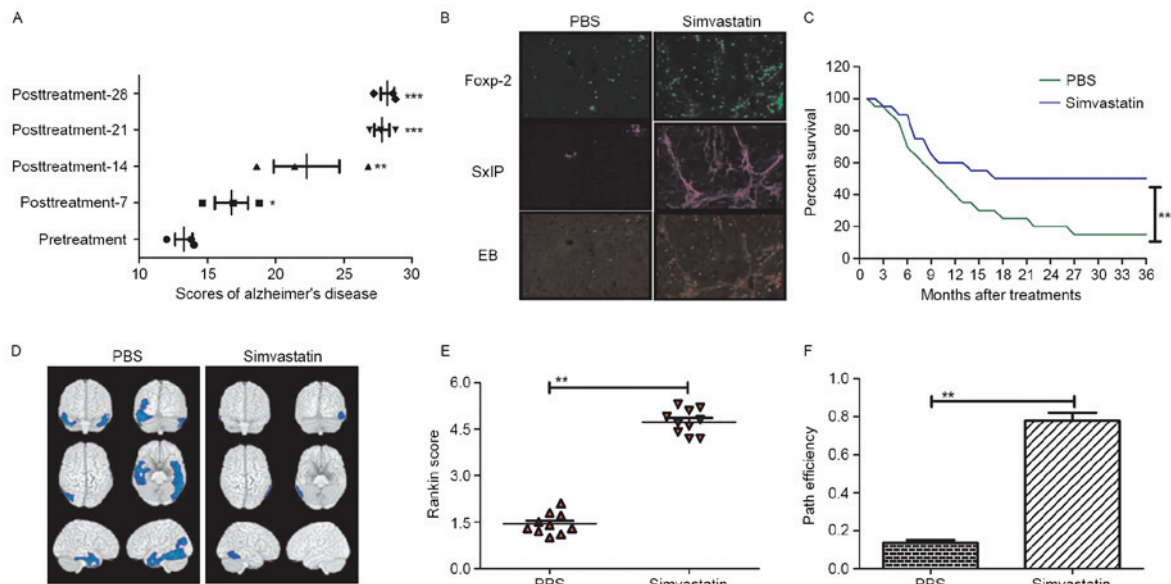 A
Posttreatment-28
Posttreatment-21
Posttreatment-14
Posttreatment-7
Pretreatment
***
***
**
*
10 15 20 25 30
Scores of alzheimer's disease
B
PBS Simvastatin
Foxp-2
SxIP
EB
C
PBS
Simvastatin
Percent survival
120
100
80
60
40
20
0
0 3 6 9 12 15 18 21 24 27 30 33 36
Months after treatments
**
D
PBS Simvastatin
E
Rankin score
6.0
4.5
3.0
1.5
0.0
**
PBS Simvastatin
F
Path efficiency
1.0
0.8
0.6
0.4
0.2
0.0
**
PBS Simvastatin